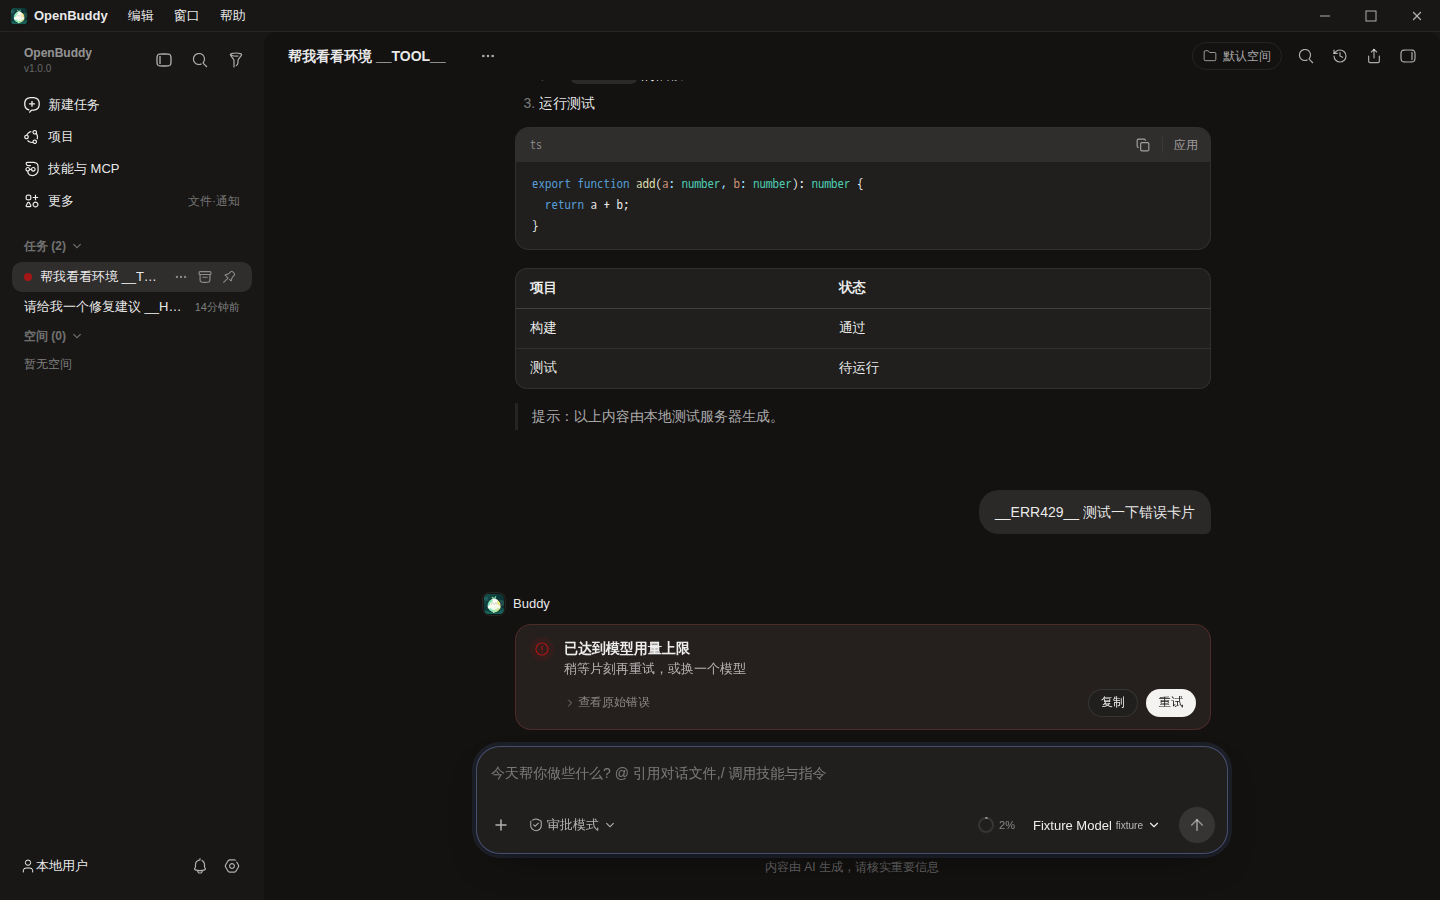 OpenBuddy 编辑 窗口 帮助
OpenBuddy
v1.0.0
新建任务
项目
技能与 MCP
更多 文件·通知
任务 (2)
帮我看看环境 __T…
请给我一个修复建议 __H… 14分钟前
空间 (0)
暂无空间
本地用户
帮我看看环境 __TOOL__
默认空间
3. 运行测试
ts 应用
export function add(a: number, b: number): number {
return a + b;
}
项目 状态
构建 通过
测试 待运行
提示：以上内容由本地测试服务器生成。
__ERR429__ 测试一下错误卡片
Buddy
已达到模型用量上限
稍等片刻再重试，或换一个模型
查看原始错误 复制 重试
今天帮你做些什么? @ 引用对话文件,/ 调用技能与指令
审批模式 2% Fixture Model fixture
内容由 AI 生成，请核实重要信息